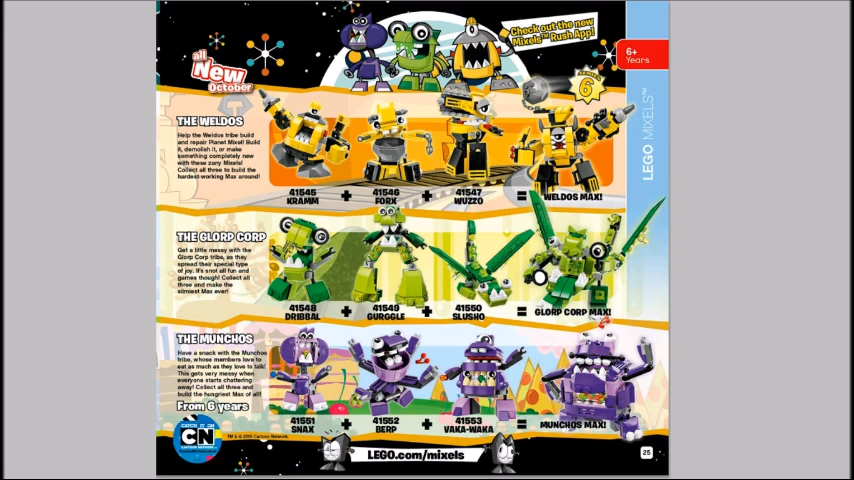 Check out the new
Mixels™ Rush App!
6+
Years
all
New
October
SERIES
6
LEGO MIXELS™
THE WELDOS
Help the Weldos tribe build
and repair Planet Mixel! Build
it, demolish it, or make
something completely new
with these zany Mixels!
Collect all three to build the
hardest-working Max around!
41545
KRAMM
+
41546
FORX
+
41547
WUZZO
=
WELDOS MAX!
THE GLORP CORP
Get a little messy with the
Glorp Corp tribe, as they
spread their special type
of joy. It's snot all fun and
games though! Collect all
three and make the
slimiest Max ever!
41548
DRIBBAL
+
41549
GURGGLE
+
41550
SLUSHO
=
GLORP CORP MAX!
THE MUNCHOS
Have a snack with the Munchos
tribe, whose members love to
eat as much as they love to talk!
This gets very messy when
everyone starts chattering
away! Collect all three and
build the hungriest Max of all!
From 6 years
41551
SNAX
+
41552
BERP
+
41553
VAKA-WAKA
=
MUNCHOS MAX!
CATCH IT ON
CN
CARTOON NETWORK
LEGO.com/mixels
25